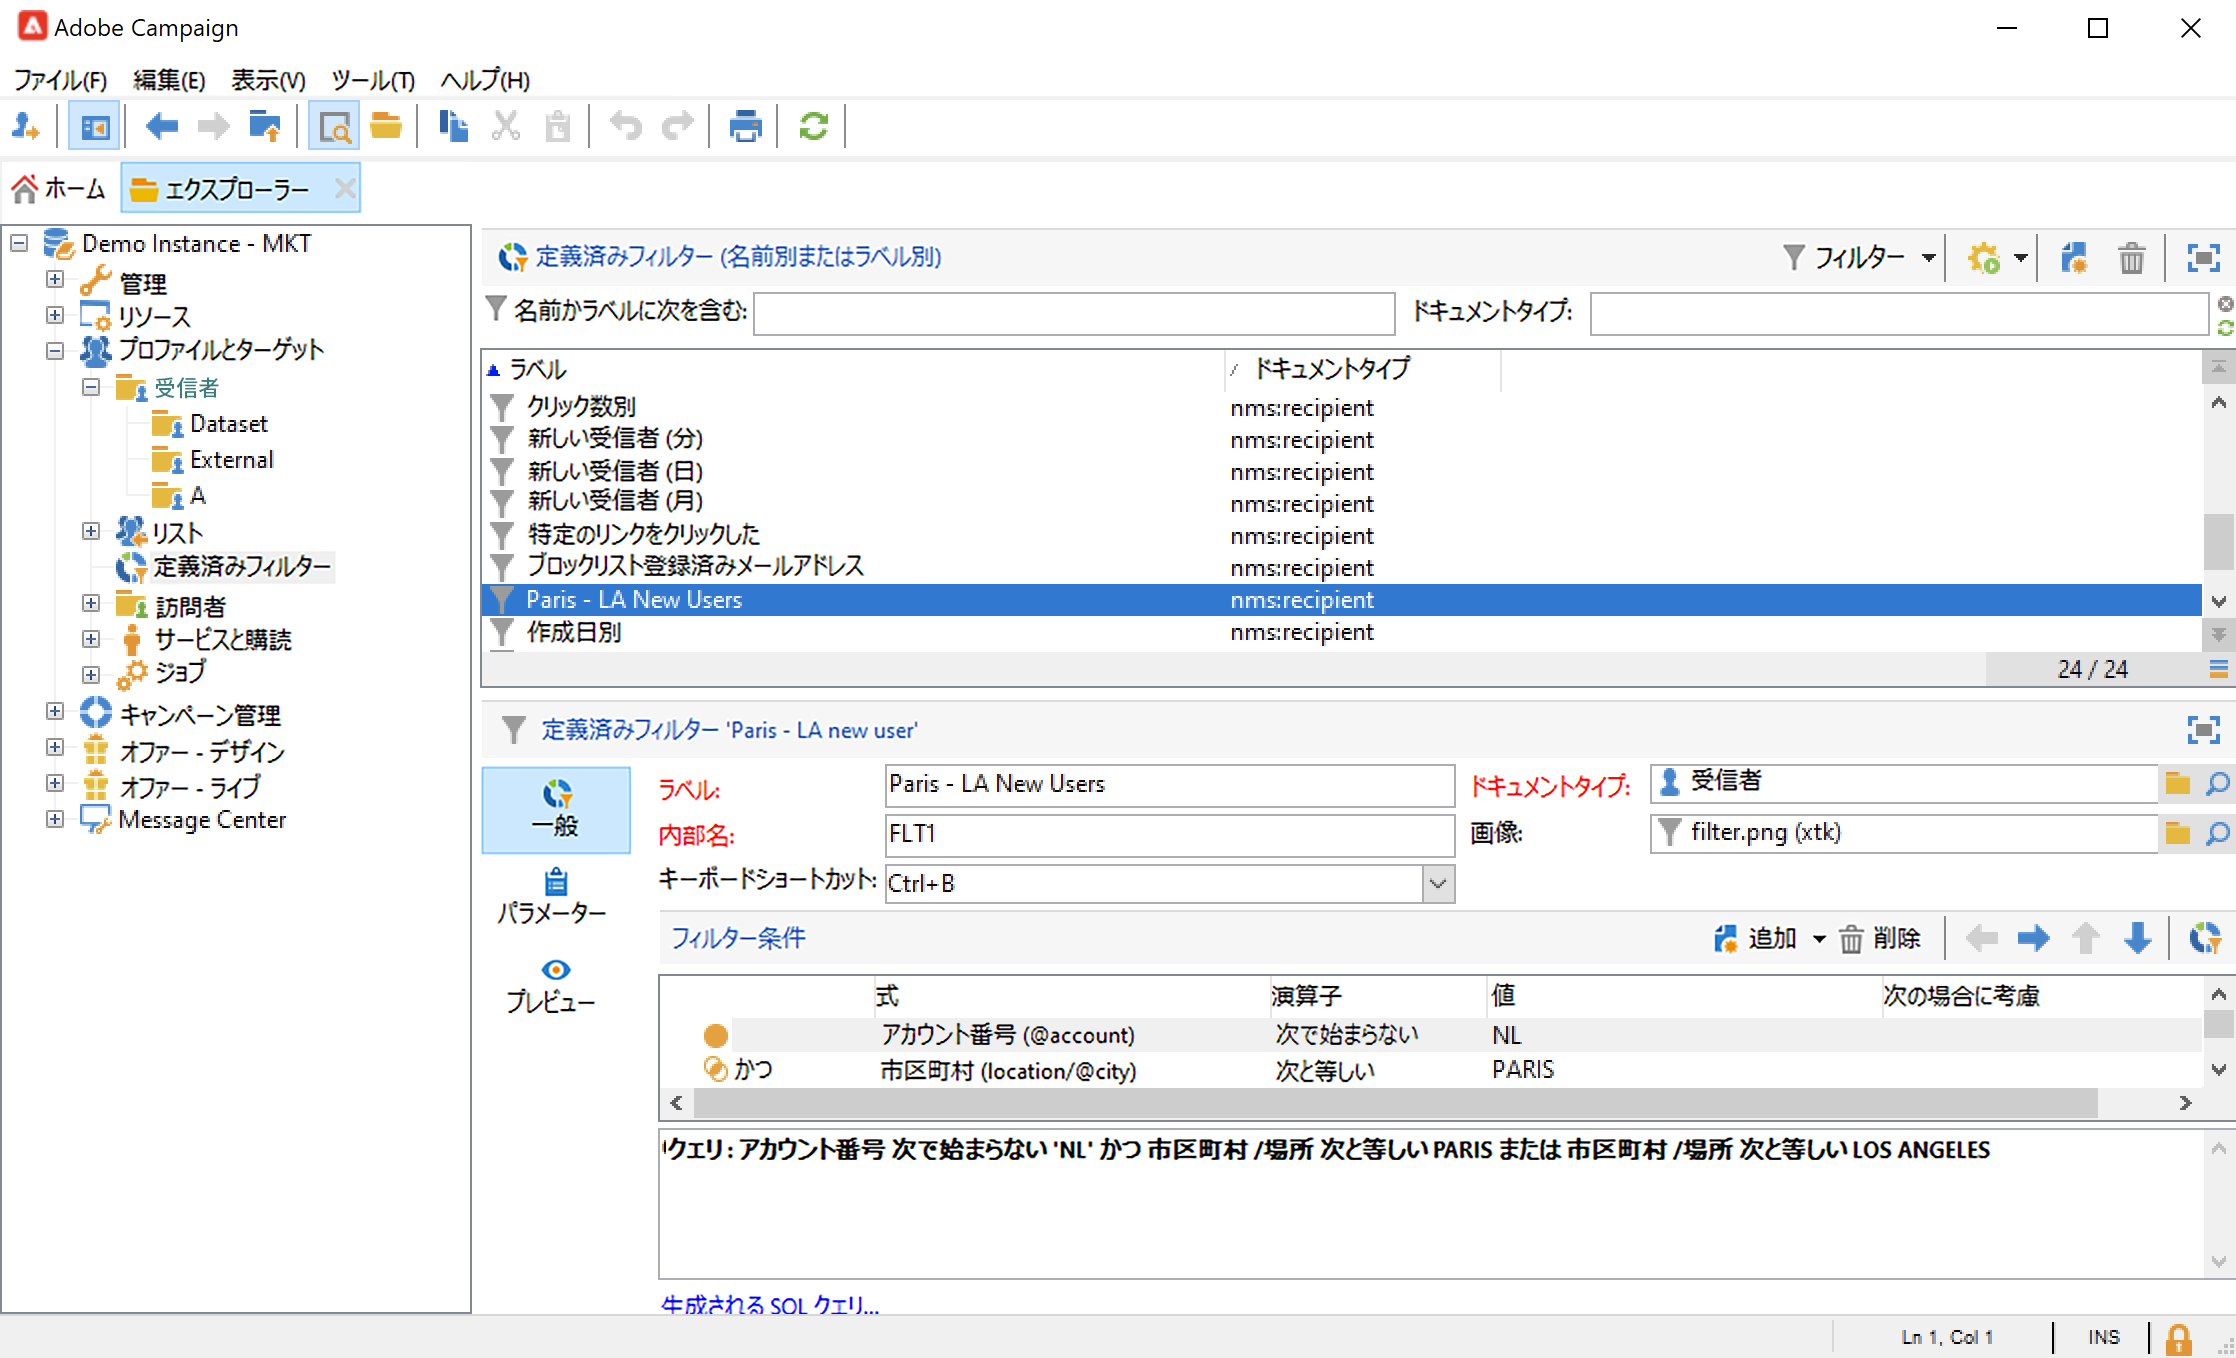 Adobe Campaign
ファイル(F) 編集(E) 表示(V) ツール(T) ヘルプ(H)
ホーム エクスプローラー
Demo Instance - MKT
管理
リソース
プロファイルとターゲット
受信者
Dataset
External
A
リスト
定義済みフィルター
訪問者
サービスと購読
ジョブ
キャンペーン管理
オファー - デザイン
オファー - ライブ
Message Center
定義済みフィルター (名前別またはラベル別) フィルター
名前かラベルに次を含む: ドキュメントタイプ:
ラベル ドキュメントタイプ
クリック数別 nms:recipient
新しい受信者 (分) nms:recipient
新しい受信者 (日) nms:recipient
新しい受信者 (月) nms:recipient
特定のリンクをクリックした nms:recipient
ブロックリスト登録済みメールアドレス nms:recipient
Paris - LA New Users nms:recipient
作成日別 nms:recipient
24 / 24
定義済みフィルター 'Paris - LA new user'
一般
パラメーター
プレビュー
ラベル: Paris - LA New Users ドキュメントタイプ: 受信者
内部名: FLT1 画像: filter.png (xtk)
キーボードショートカット: Ctrl+B
フィルター条件 追加 削除
式 演算子 値 次の場合に考慮
アカウント番号 (@account) 次で始まらない NL
かつ 市区町村 (location/@city) 次と等しい PARIS
クエリ: アカウント番号 次で始まらない 'NL' かつ 市区町村 /場所 次と等しい PARIS または 市区町村 /場所 次と等しい LOS ANGELES
生成される SQL クエリ...
Ln 1, Col 1 INS